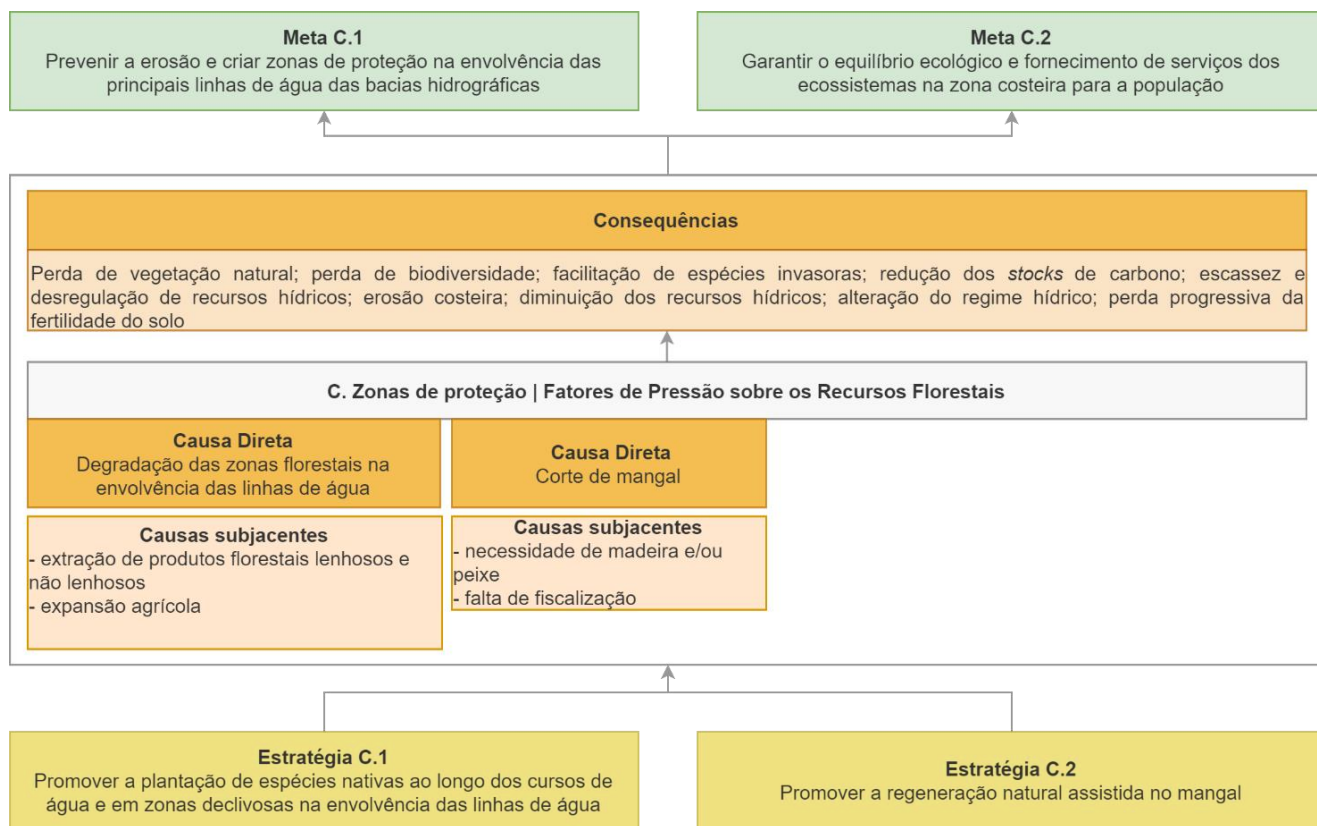 Meta C.1
Prevenir a erosão e criar zonas de proteção na envolvência das
principais linhas de água das bacias hidrográficas
Meta C.2
Garantir o equilíbrio ecológico e fornecimento de serviços dos
ecossistemas na zona costeira para a população
Consequências
Perda de vegetação natural; perda de biodiversidade; facilitação de espécies invasoras; redução dos stocks de carbono; escassez e
desregulação de recursos hídricos; erosão costeira; diminuição dos recursos hídricos; alteração do regime hídrico; perda progressiva da
fertilidade do solo
C. Zonas de proteção | Fatores de Pressão sobre os Recursos Florestais
Causa Direta
Degradação das zonas florestais na
envolvência das linhas de água
Causa Direta
Corte de mangal
Causas subjacentes
- extração de produtos florestais lenhosos e
não lenhosos
- expansão agrícola
Causas subjacentes
- necessidade de madeira e/ou
peixe
- falta de fiscalização
Estratégia C.1
Promover a plantação de espécies nativas ao longo dos cursos de
água e em zonas declivosas na envolvência das linhas de água
Estratégia C.2
Promover a regeneração natural assistida no mangal